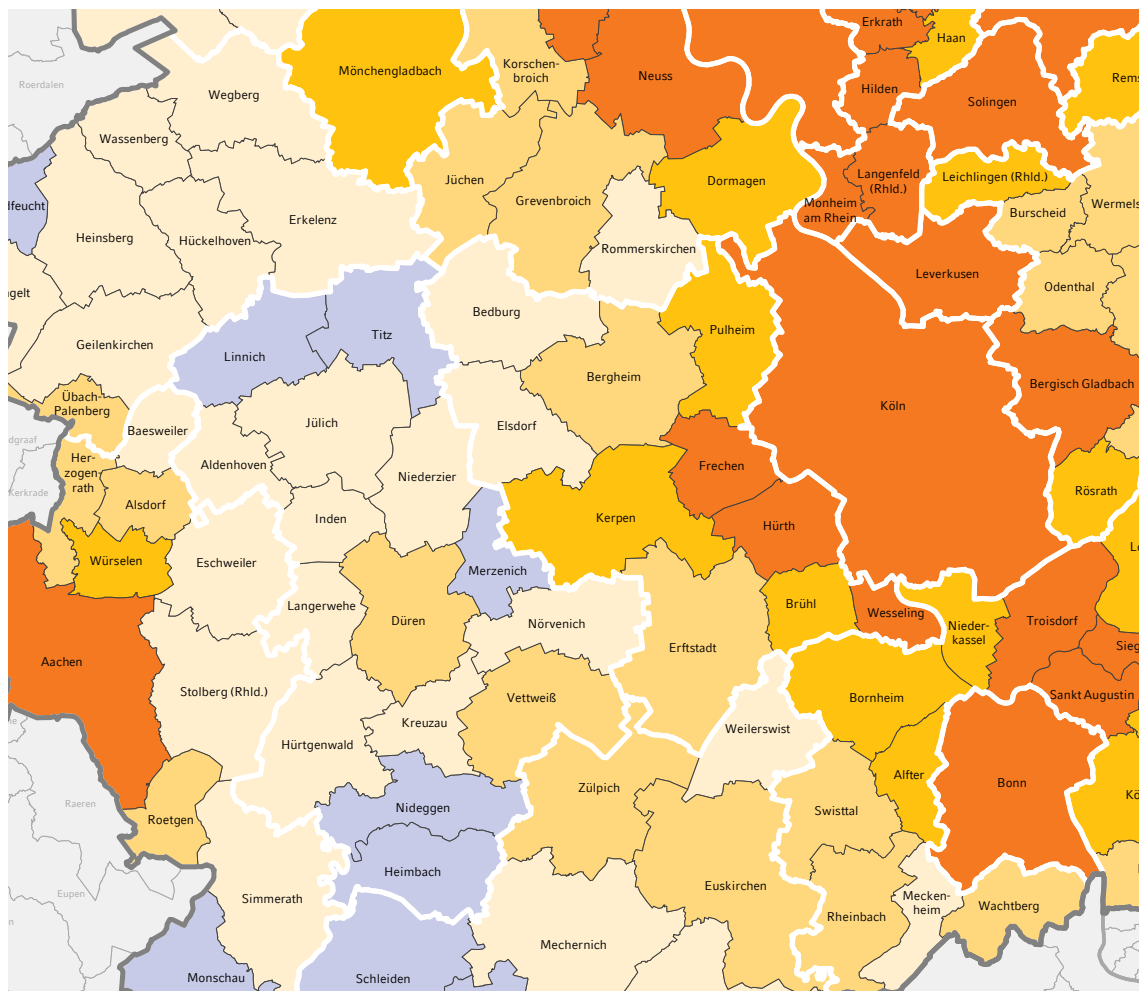 Erkrath
Haan
Korschen-
broich
Mönchengladbach
Neuss
Rems
Roerdalen
Hilden
Wegberg
Solingen
Wassenberg
Langenfeld
(Rhld.)
Leichlingen (Rhld.)
Jüchen
Dormagen
Grevenbroich
Monheim
am Rhein
lfeucht
Wermels
Burscheid
Erkelenz
Heinsberg
Hückelhoven
Rommerskirchen
Leverkusen
Odenthal
ngelt
Bedburg
Pulheim
Titz
Geilenkirchen
Linnich
Bergheim
Bergisch Gladbach
Übach-
Palenberg
Köln
Jülich
Elsdorf
Baesweiler
dgraaf
Her-
zogen-
rath
Aldenhoven
Frechen
Niederzier
Kerkrade
Rösrath
Alsdorf
Inden
Kerpen
Hürth
Le
Würselen
Eschweiler
Merzenich
Langerwehe
Brühl
Wesseling
Düren
Nörvenich
Troisdorf
Nieder-
kassel
Erftstadt
Sieg
Aachen
Stolberg (Rhld.)
Vettweiß
Bornheim
Sankt Augustin
Kreuzau
Weilerswist
Hürtgenwald
Alfter
Bonn
Zülpich
Kö
Raeren
Nideggen
Swisttal
Roetgen
Heimbach
Euskirchen
Eupen
Simmerath
Mecken-
heim
Wachtberg
Rheinbach
Mechernich
Monschau
Schleiden